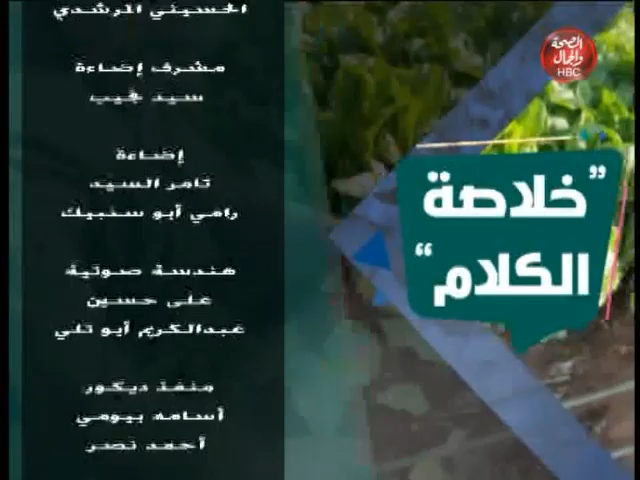 الحسيني المرشدي
مشرف إضاءة
سيد نجيب
إضاءة
تامر السيد
رامي أبو سنبيك
هندسة صوتية
على حسين
عبدالكريم أبو تلي
منفذ ديكور
أسامه بيومي
أحمد نصر
الصحة
والجمال
HBC
"خلاصة
الكلام"